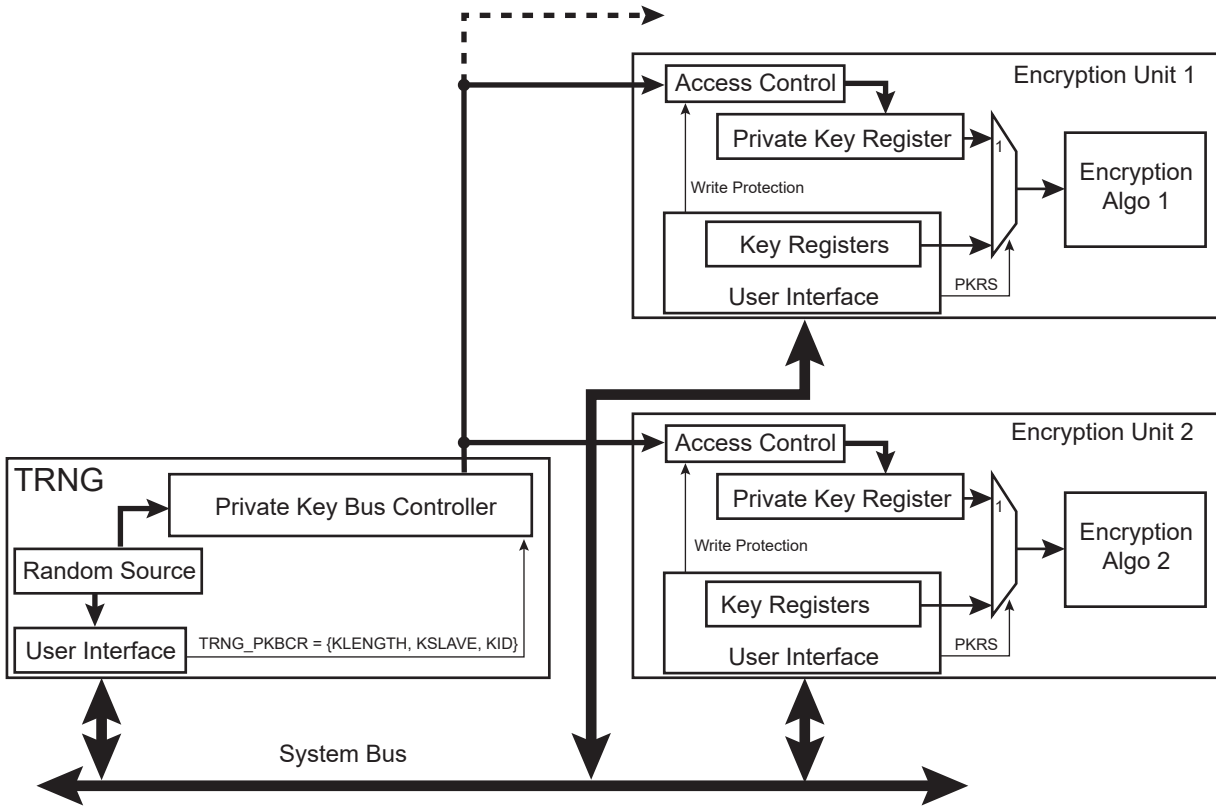 Encryption Unit 1
Access Control
Private Key Register
1
Encryption
Algo 1
Write Protection
Key Registers
User Interface
PKRS
Encryption Unit 2
Access Control
Private Key Register
1
Encryption
Algo 2
Write Protection
Key Registers
User Interface
PKRS
TRNG
Private Key Bus Controller
Random Source
User Interface
TRNG_PKBCR = {KLENGTH, KSLAVE, KID}
System Bus